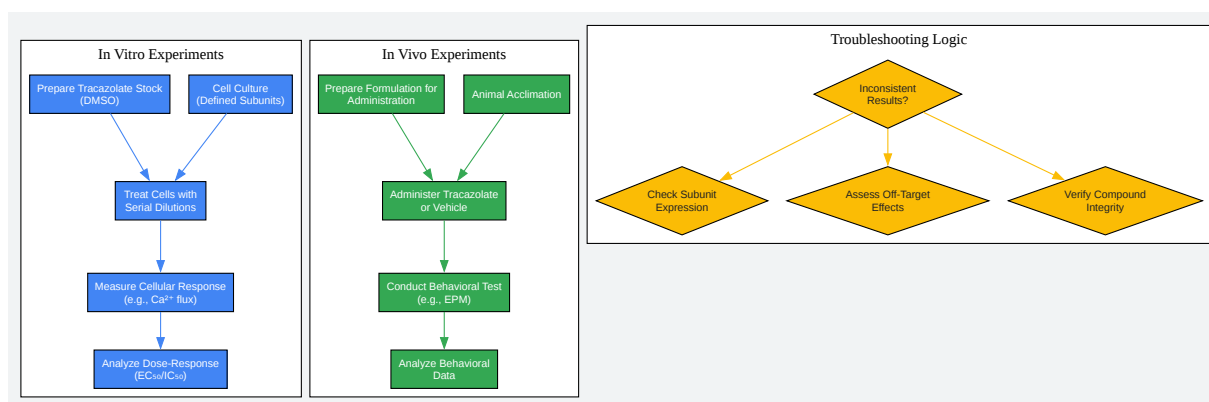 In Vitro Experiments
Prepare Tracazolate Stock
(DMSO)
Cell Culture
(Defined Subunits)
Treat Cells with
Serial Dilutions
Measure Cellular Response
(e.g., Ca²⁺ flux)
Analyze Dose-Response
(EC₅₀/IC₅₀)
In Vivo Experiments
Prepare Formulation for
Administration
Animal Acclimation
Administer Tracazolate
or Vehicle
Conduct Behavioral Test
(e.g., EPM)
Analyze Behavioral
Data
Troubleshooting Logic
Inconsistent
Results?
Check Subunit
Expression
Assess Off-Target
Effects
Verify Compound
Integrity